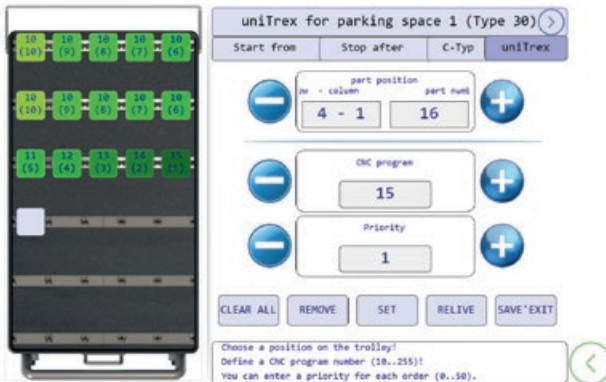 uniTrex for parking space 1 (Type 30)
Start from Stop after C-Typ uniTrex
10 10 10 10 10
(10) (9) (8) (7) (6)
10 10 10 10 10
(10) (9) (8) (7) (6)
11 12 13 14 15
(5) (4) (3) (2)
part position
- column part numb
4 - 1 16
CNC program
15
Priority
1
CLEAR ALL REMOVE SET RELIVE SAVE'EXIT
Choose a position on the trolley!
Define a CNC program number (10..255)!
You can enter a priority for each order (0..50).